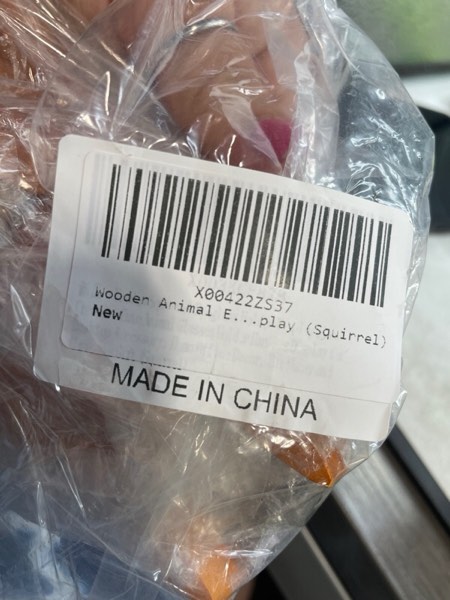 X00422ZS37
Wooden Animal E...play (Squirrel)
New
MADE IN CHINA